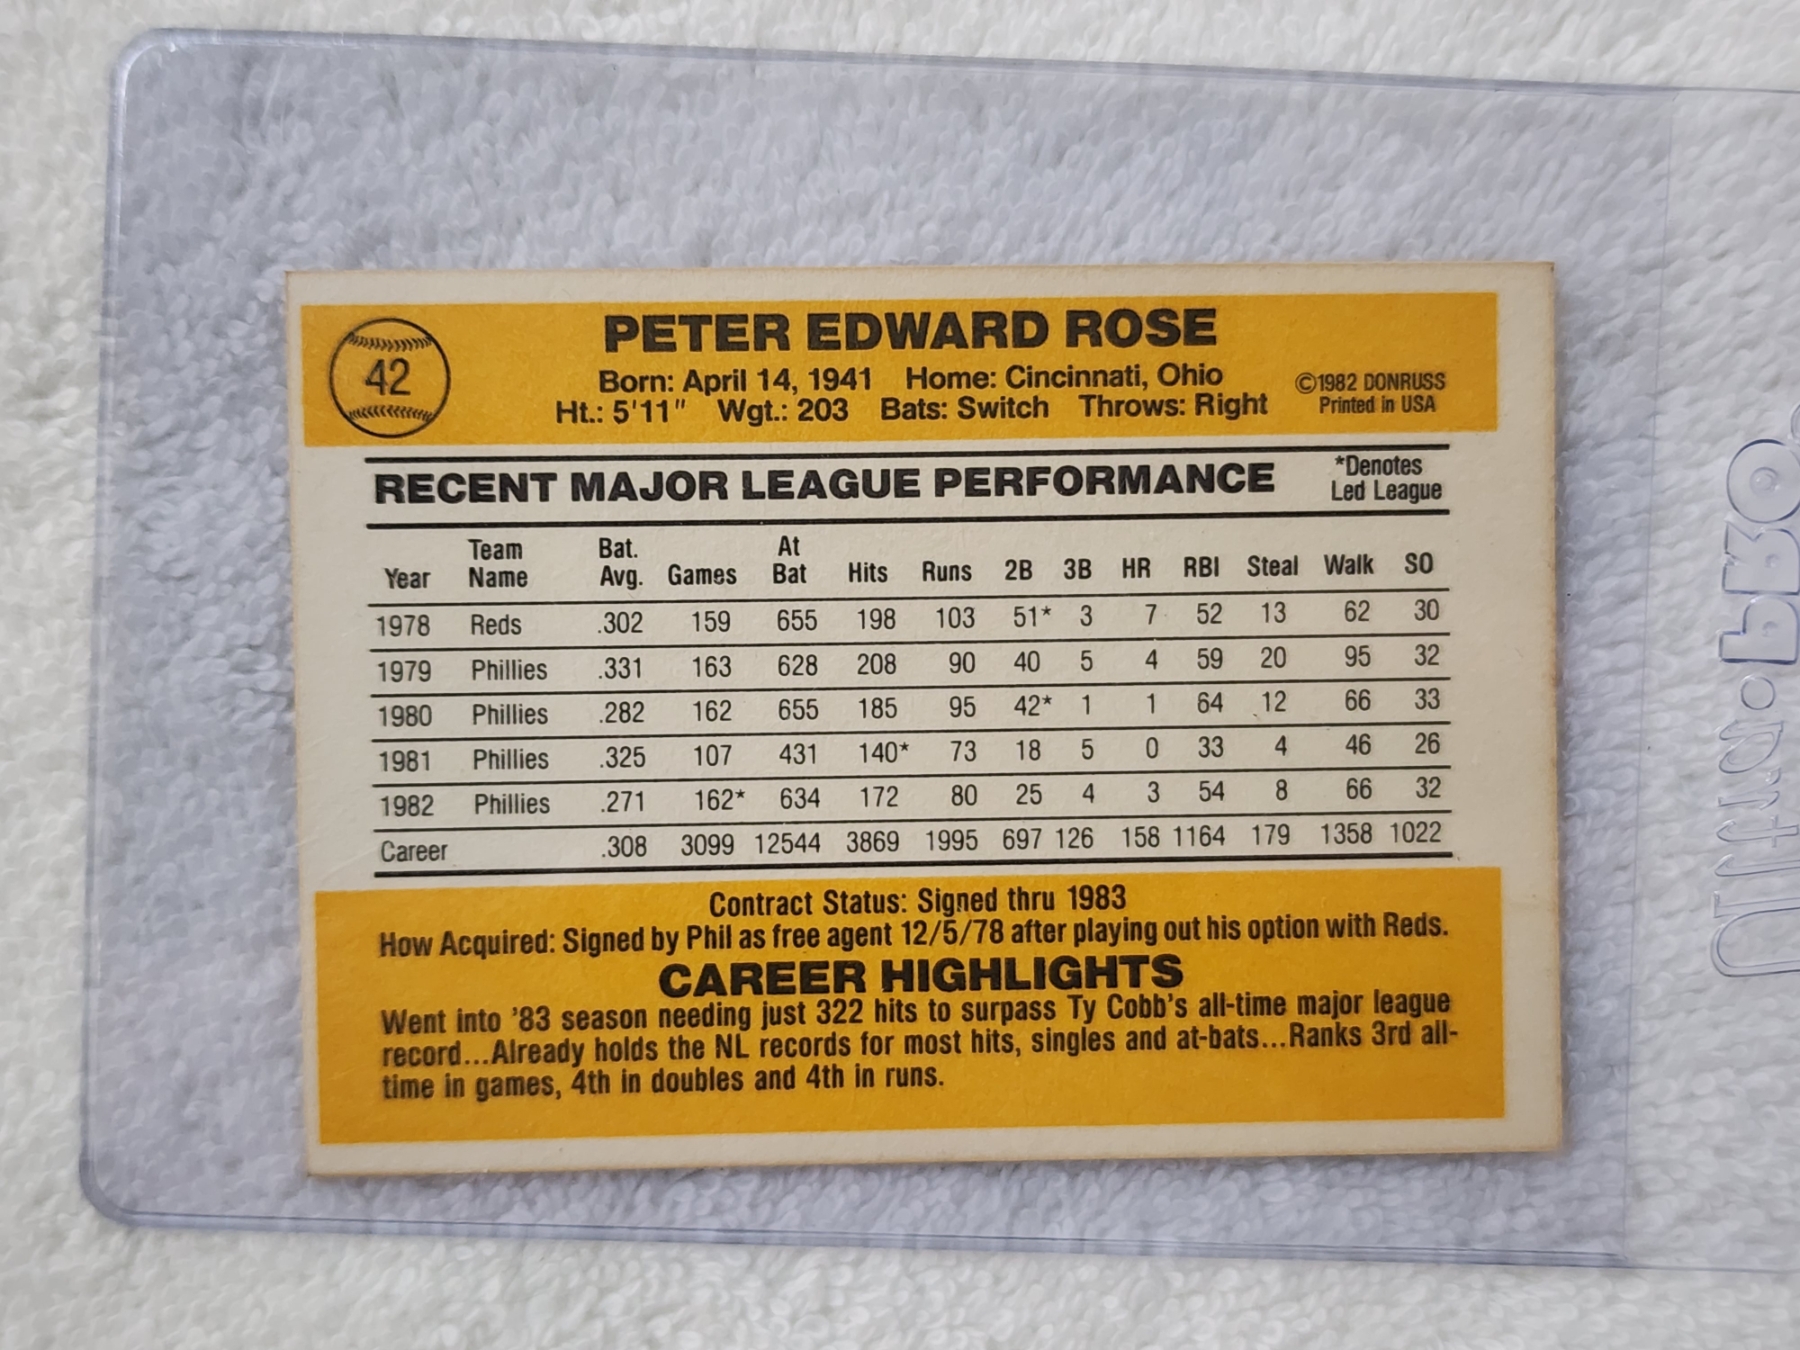 42
PETER EDWARD ROSE
Born: April 14, 1941 Home: Cincinnati, Ohio
Ht.: 5'11" Wgt.: 203 Bats: Switch Throws: Right
©1982 DONRUSS
Printed in USA
RECENT MAJOR LEAGUE PERFORMANCE
*Denotes
Led League
Year Team Name Bat. Avg. Games At Bat Hits Runs 2B 3B HR RBI Steal Walk SO
1978 Reds .302 159 655 198 103 51* 3 7 52 13 62 30
1979 Phillies .331 163 628 208 90 40 5 4 59 20 95 32
1980 Phillies .282 162 655 185 95 42* 1 1 64 12 66 33
1981 Phillies .325 107 431 140* 73 18 5 0 33 4 46 26
1982 Phillies .271 162* 634 172 80 25 4 3 54 8 66 32
Career .308 3099 12544 3869 1995 697 126 158 1164 179 1358 1022
Contract Status: Signed thru 1983
How Acquired: Signed by Phil as free agent 12/5/78 after playing out his option with Reds.
CAREER HIGHLIGHTS
Went into '83 season needing just 322 hits to surpass Ty Cobb's all-time major league
record...Already holds the NL records for most hits, singles and at-bats...Ranks 3rd all-
time in games, 4th in doubles and 4th in runs.
ultra·PRO